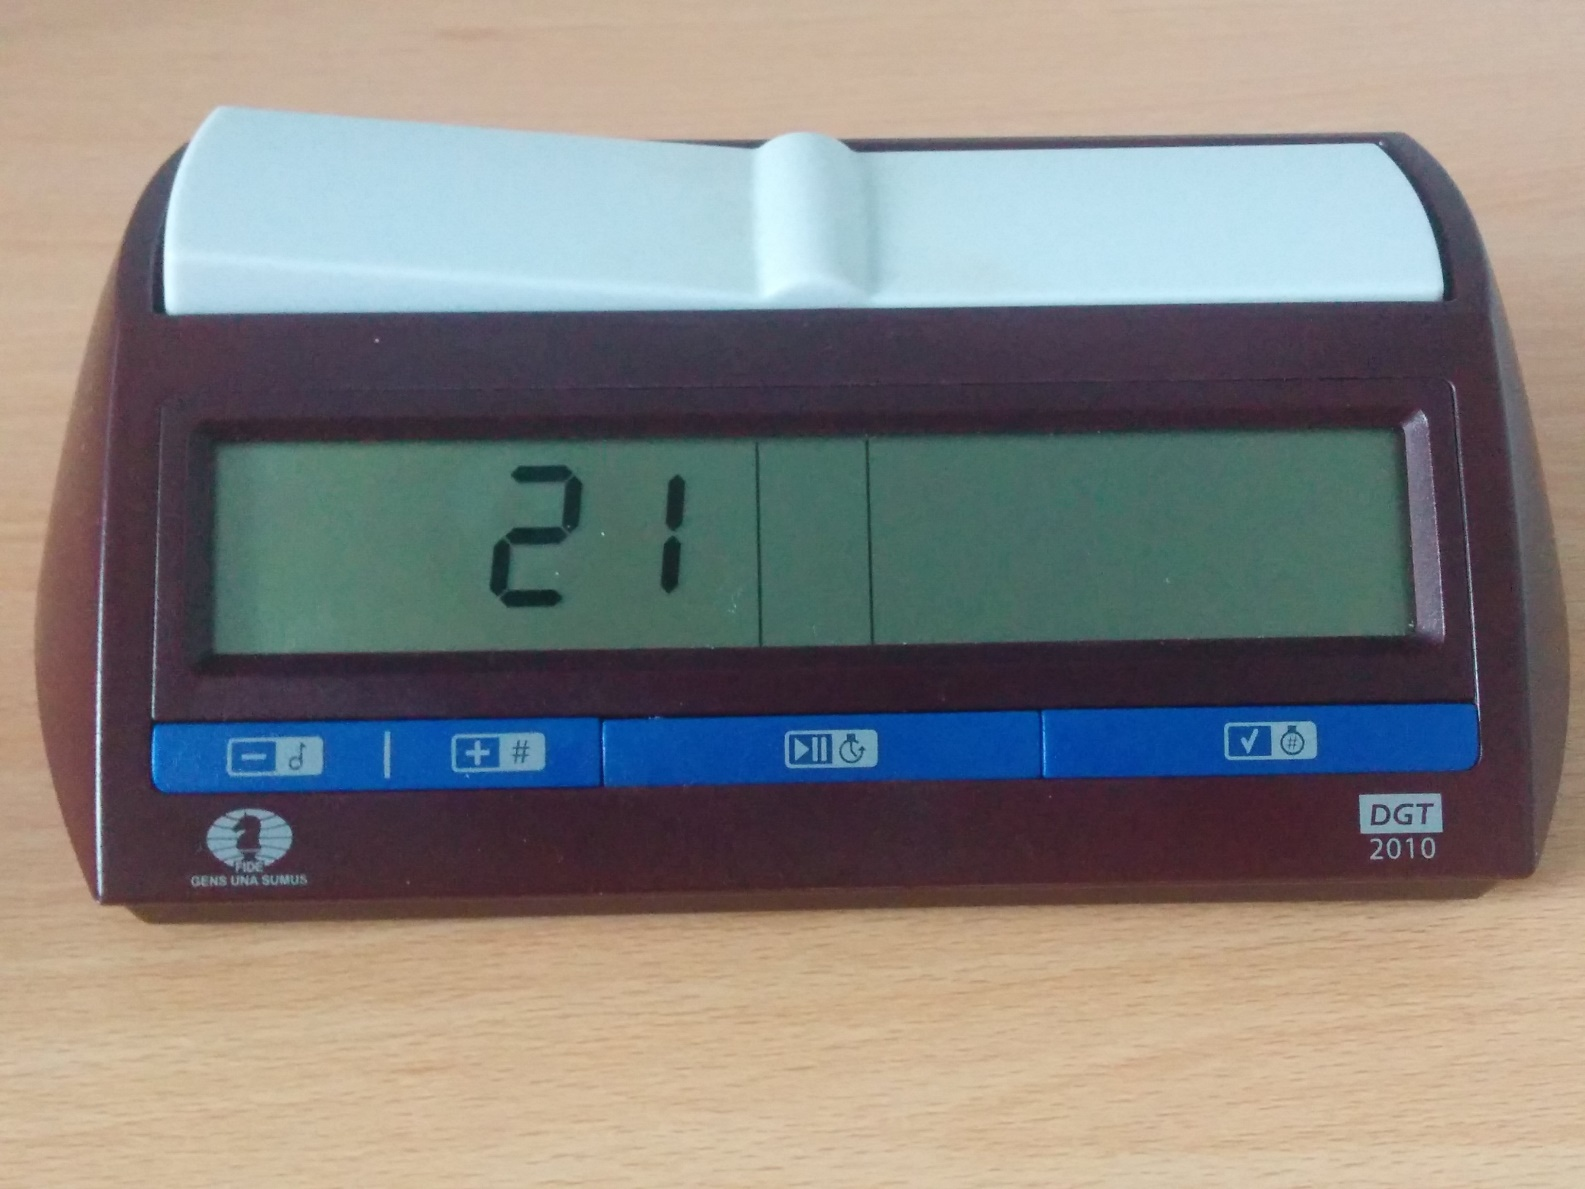 21
- +
#
#
FIDE
GENS UNA SUMUS
DGT
2010